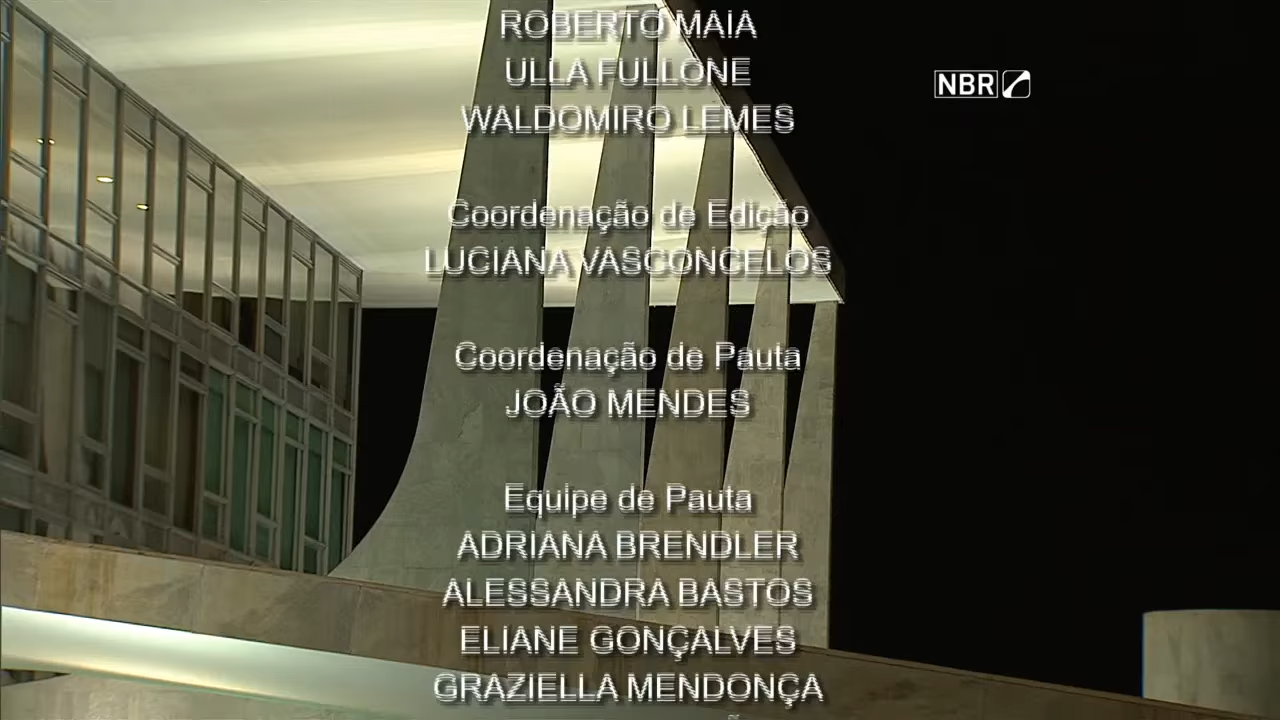 ROBERTO MAIA
NBR
ULLA FULLONE
WALDOMIRO LEMES
Coordenação de Edição
LUCIANA VASCONCELOS
Coordenação de Pauta
JOÃO MENDES
Equipe de Pauta
ADRIANA BRENDLER
ALESSANDRA BASTOS
ELIANE GONÇALVES
GRAZIELLA MENDONÇA